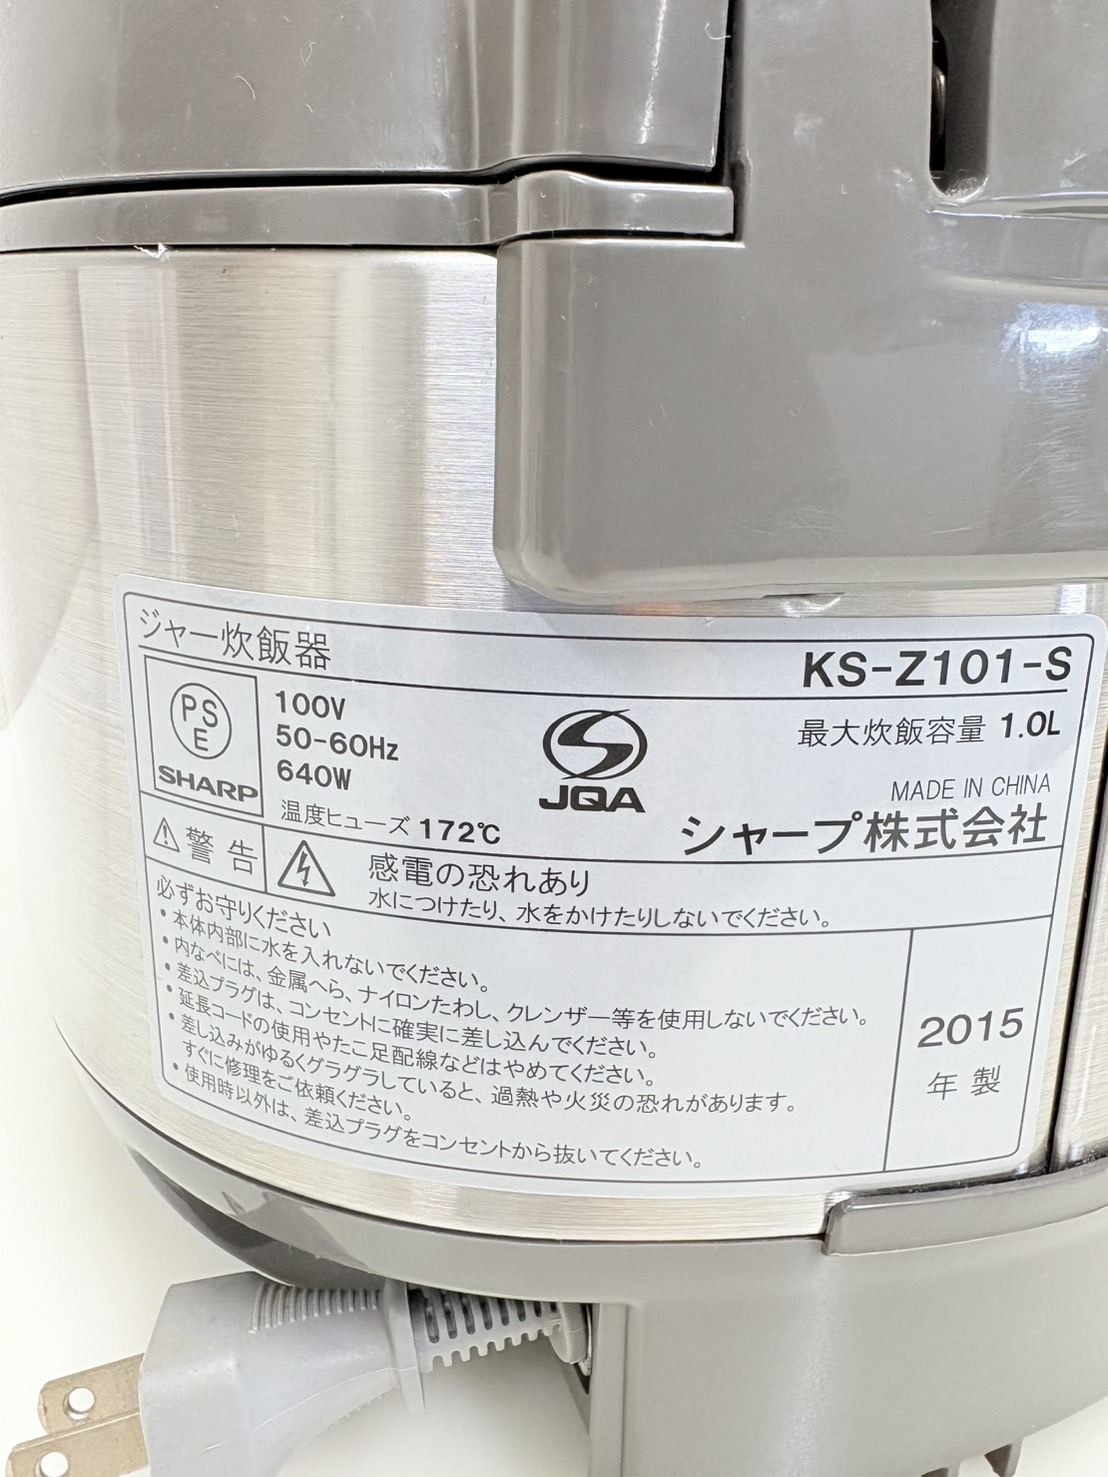 ジャー炊飯器
KS-Z101-S
PS
E
SHARP
100V
50-60Hz
640W
温度ヒューズ 172℃
JQA
最大炊飯容量 1.0L
MADE IN CHINA
シャープ株式会社
警告
感電の恐れあり
水につけたり、水をかけたりしないでください。
必ずお守りください
・本体内部に水を入れないでください。
・内なべには、金属へら、ナイロンたわし、クレンザー等を使用しないでください。
・差込プラグは、コンセントに確実に差し込んでください。
・延長コードの使用やたこ足配線などはやめてください。
・差し込みがゆるくグラグラしていると、過熱や火災の恐れがあります。
すぐに修理をご依頼ください。
・使用時以外は、差込プラグをコンセントから抜いてください。
2015
年製